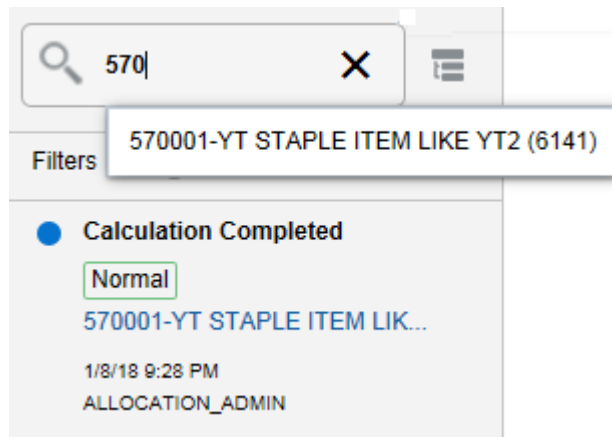 570
570001-YT STAPLE ITEM LIKE YT2 (6141)
Filters
Calculation Completed
Normal
570001-YT STAPLE ITEM LIK...
1/8/18 9:28 PM
ALLOCATION_ADMIN